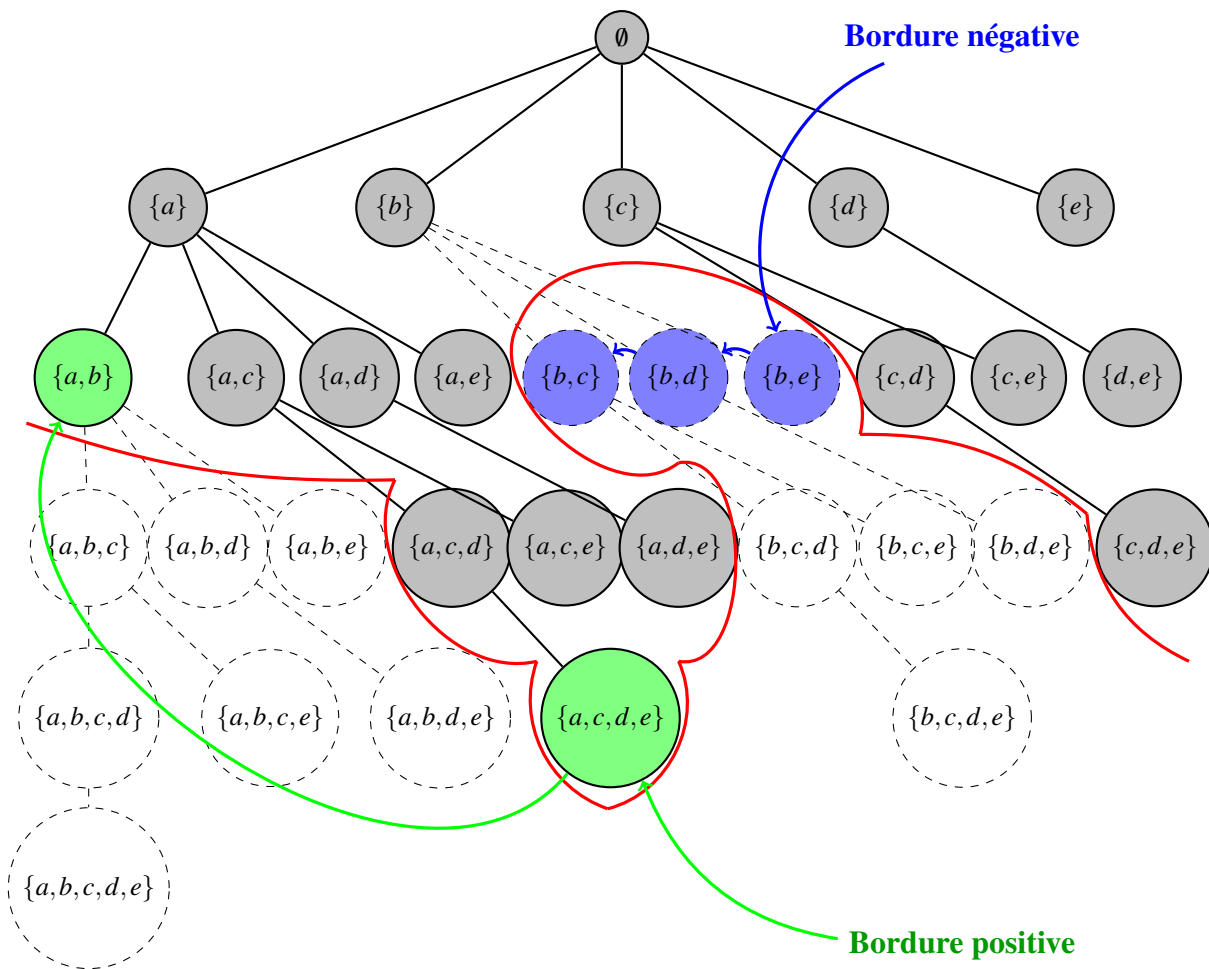 ∅
Bordure négative
{a} {b} {c} {d} {e}
{a,b} {a,c} {a,d} {a,e} {b,c} {b,d} {b,e} {c,d} {c,e} {d,e}
{a,b,c} {a,b,d} {a,b,e} {a,c,d} {a,c,e} {a,d,e} {b,c,d} {b,c,e} {b,d,e} {c,d,e}
{a,b,c,d} {a,b,c,e} {a,b,d,e} {a,c,d,e} {b,c,d,e}
{a,b,c,d,e}
Bordure positive